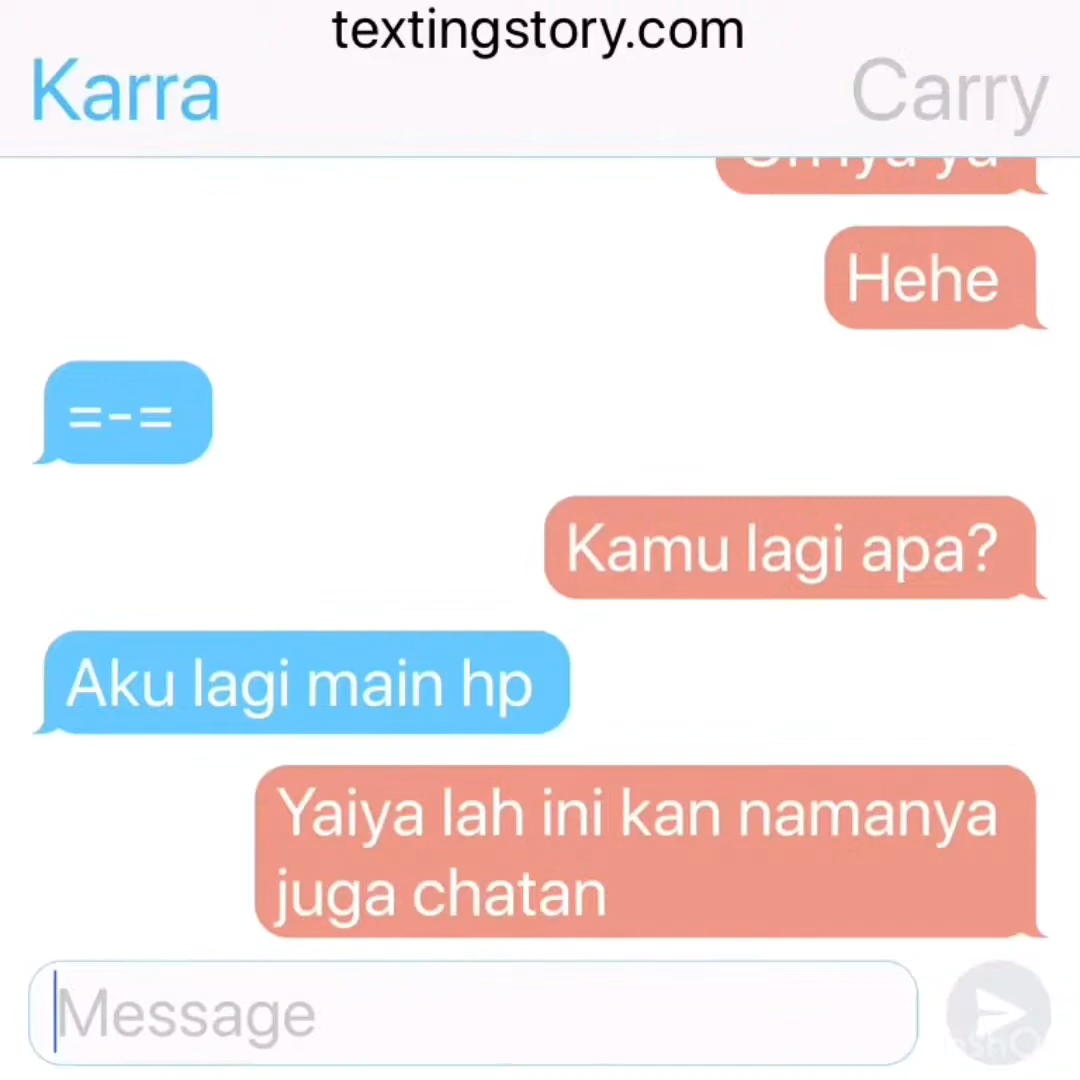 textingstory.com
Karra
Carry
Hehe
=-=
Kamu lagi apa?
Aku lagi main hp
Yaiya lah ini kan namanya
juga chatan
Message